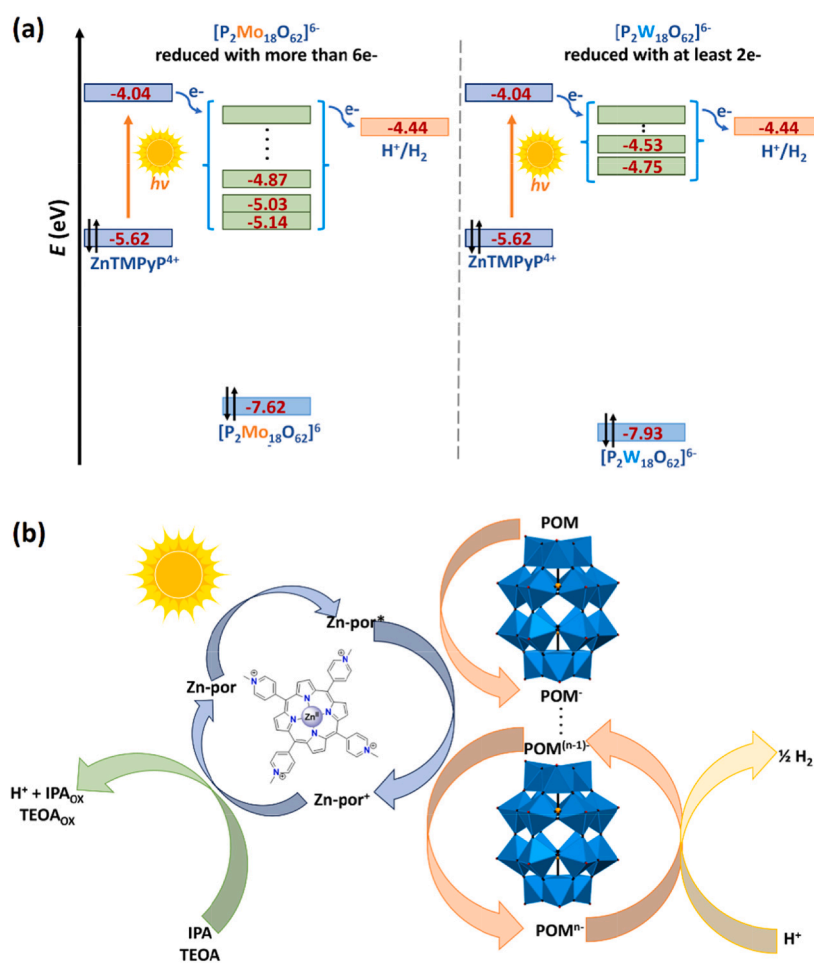 (a)
[P₂Mo₁₈O₆₂]⁶⁻
reduced with more than 6e-
[P₂W₁₈O₆₂]⁶⁻
reduced with at least 2e-
E (eV)
-4.04
e-
e-
-4.44
H⁺/H₂
hv
-4.87
-5.03
-5.14
-5.62
ZnTMPyP⁴⁺
-7.62
[P₂Mo₁₈O₆₂]⁶
-
-4.04
e-
e-
-4.44
H⁺/H₂
hv
-4.53
-4.75
-5.62
ZnTMPyP⁴⁺
-7.93
[P₂W₁₈O₆₂]⁶⁻
(b)
POM
Zn-por*
Zn-por
N⁺
N⁺
N
N
Znᴵᴵ
N
N
N⁺
N⁺
POM⁻
POM⁽ⁿ⁻¹⁾⁻
½ H₂
Zn-por⁺
H⁺ + IPAₒₓ
TEOAₒₓ
IPA
TEOA
POMⁿ⁻
H⁺